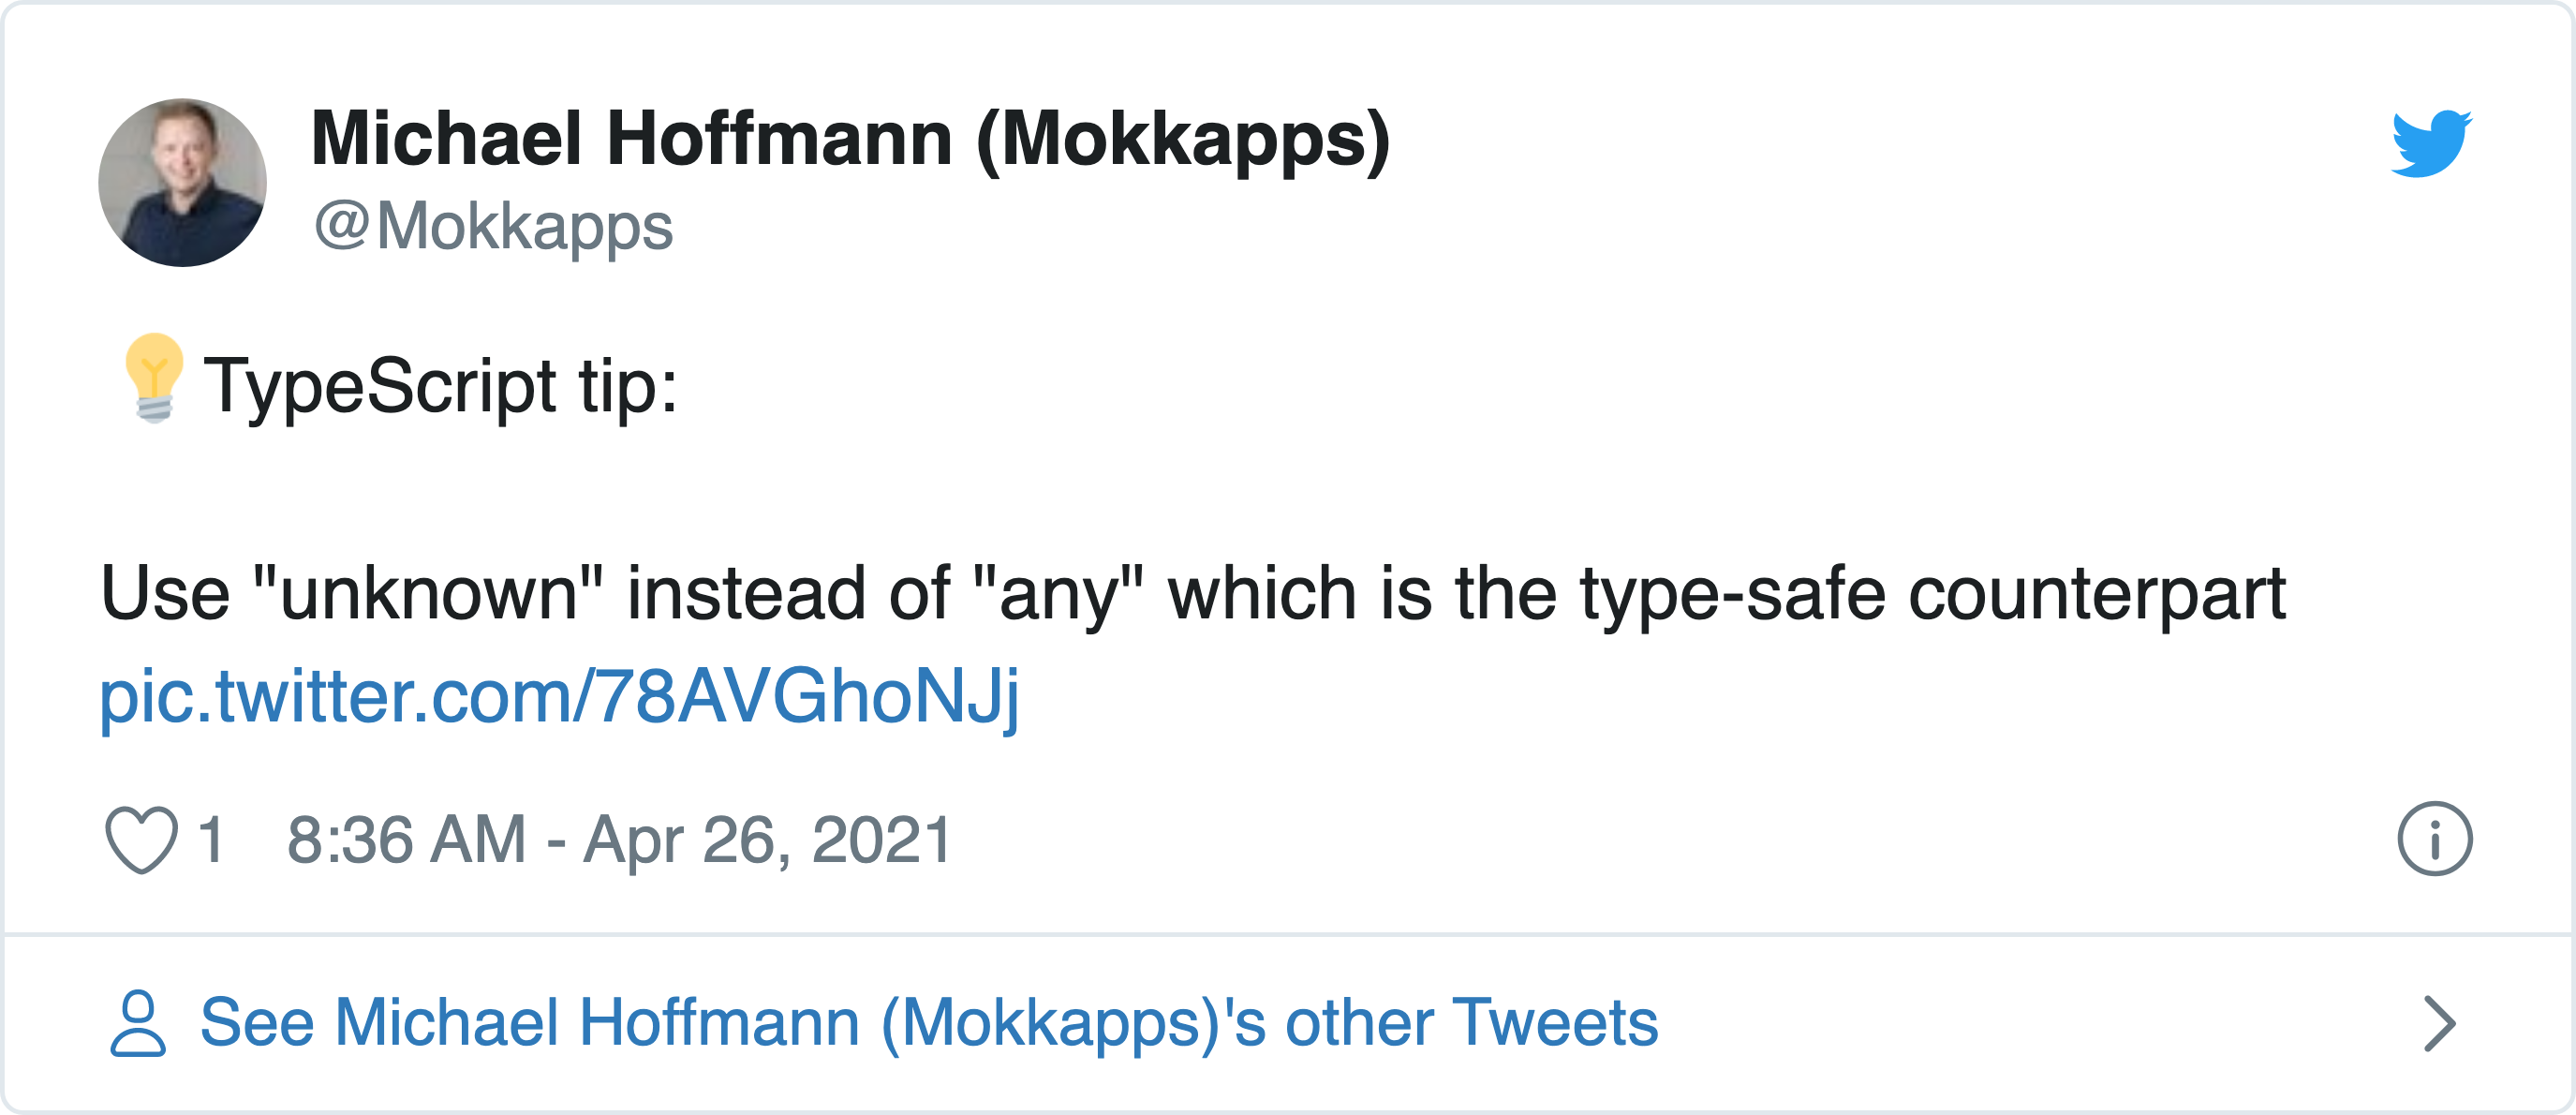 Michael Hoffmann (Mokkapps)
@Mokkapps
💡TypeScript tip:
Use "unknown" instead of "any" which is the type-safe counterpart
pic.twitter.com/78AVGhoNJj
1 8:36 AM - Apr 26, 2021
See Michael Hoffmann (Mokkapps)'s other Tweets